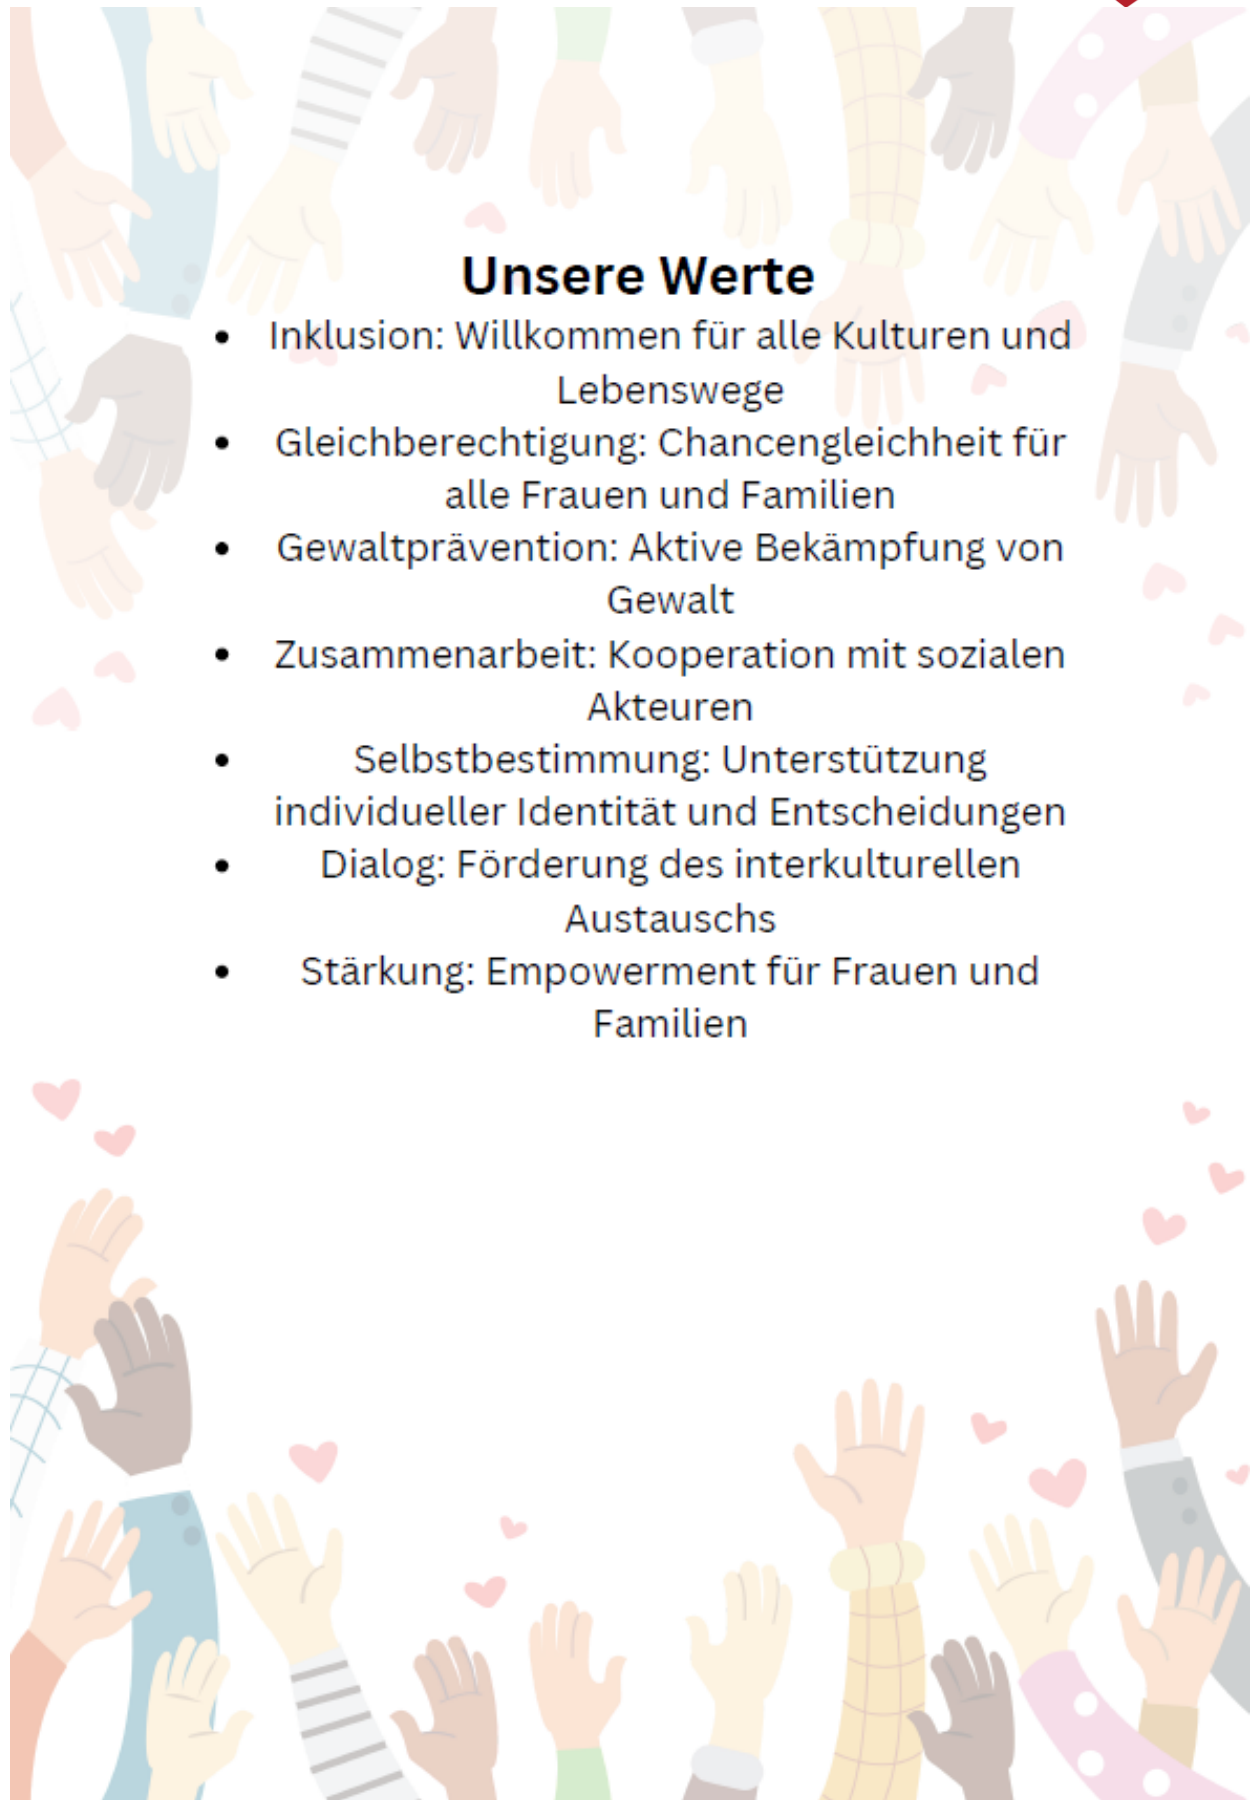 Unsere Werte
• Inklusion: Willkommen für alle Kulturen und
Lebenswege
• Gleichberechtigung: Chancengleichheit für
alle Frauen und Familien
• Gewaltprävention: Aktive Bekämpfung von
Gewalt
• Zusammenarbeit: Kooperation mit sozialen
Akteuren
• Selbstbestimmung: Unterstützung
individueller Identität und Entscheidungen
• Dialog: Förderung des interkulturellen
Austauschs
• Stärkung: Empowerment für Frauen und
Familien